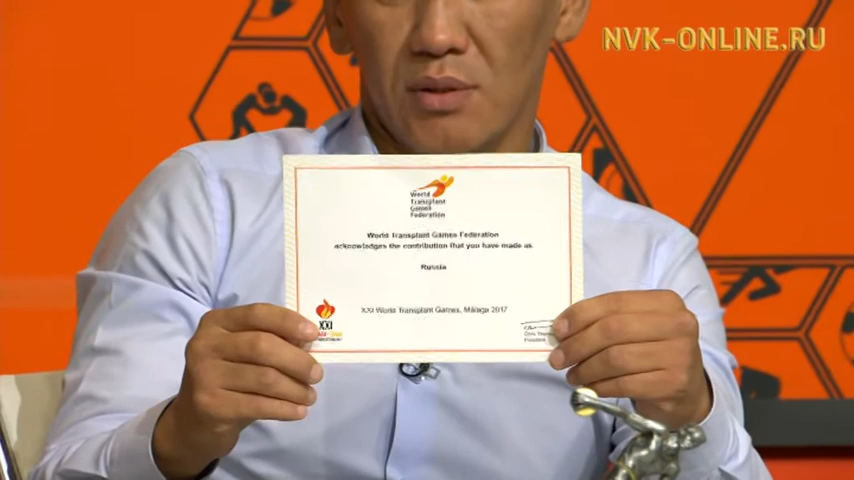 NVK-ONLINE.RU
World
Transplant
Games
Federation
World Transplant Games Federation
acknowledges the contribution that you have made as
Russia
XXI World Transplant Games, Málaga 2017
XXI
President